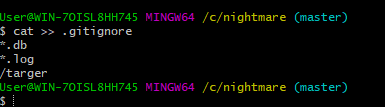 User@WIN-7OISL8HH745 MINGW64 /c/nightmare (master)
$ cat >> .gitignore
*.db
*.log
/targer
User@WIN-7OISL8HH745 MINGW64 /c/nightmare (master)
$